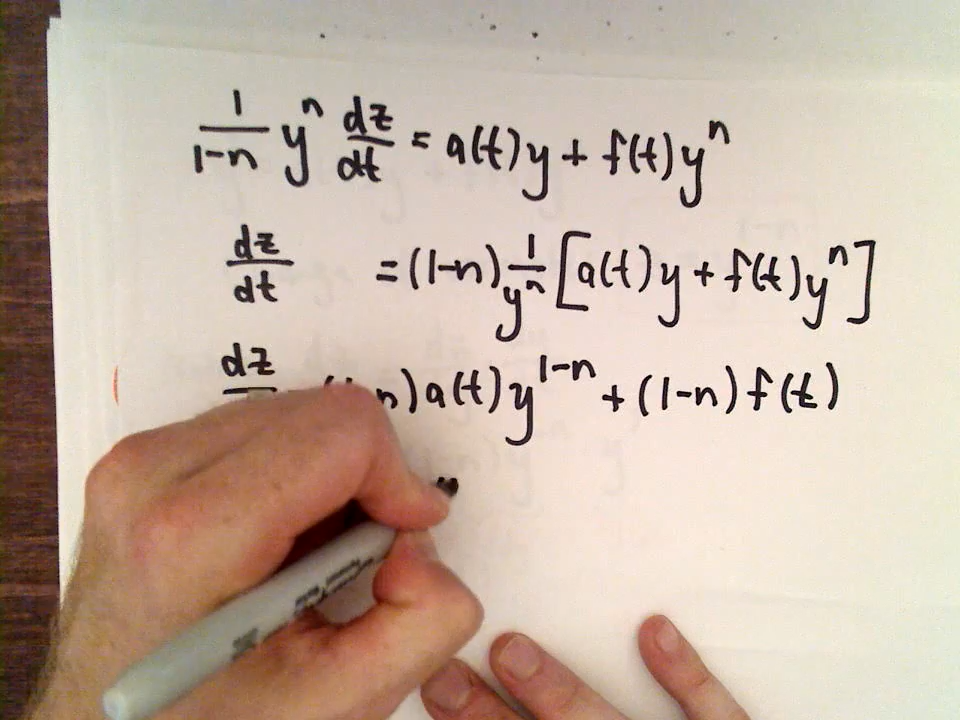 1/(1-n) y^n dz/dt = a(t)y + f(t)y^n
dz/dt = (1-n) 1/y^n [a(t)y + f(t)y^n]
dz n)a(t)y^(1-n) + (1-n)f(t)